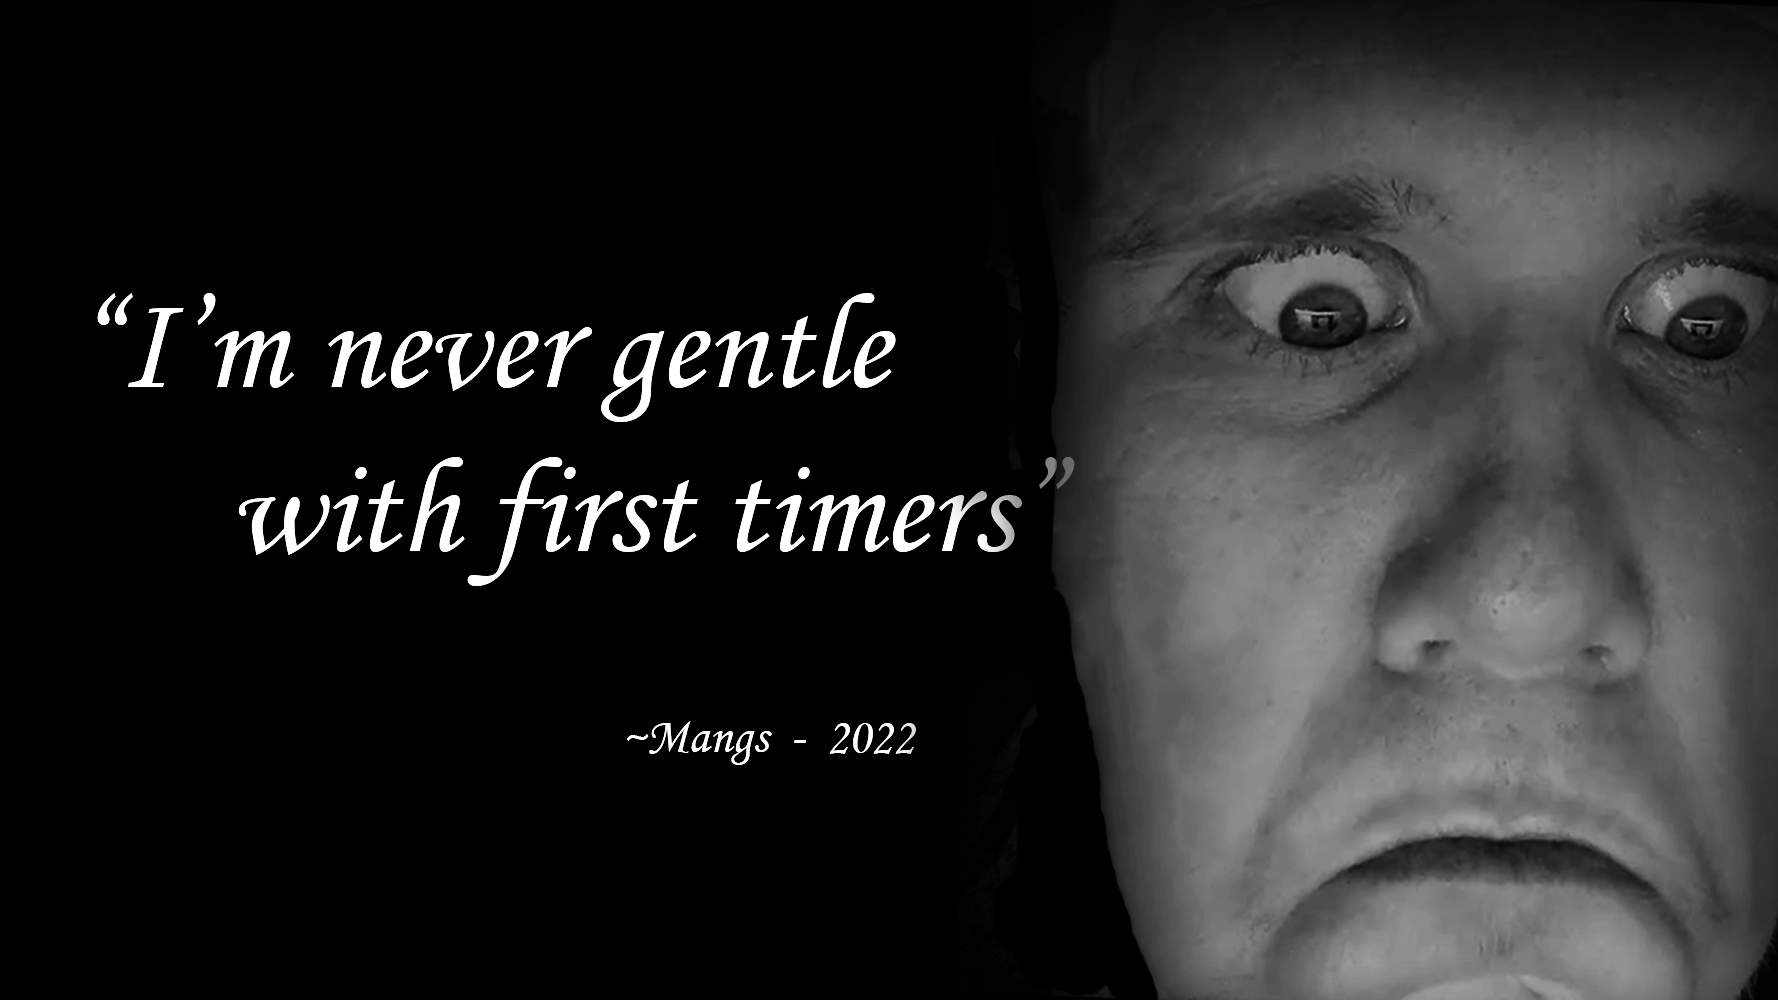 “I’m never gentle
with first timers”
~Mangs - 2022